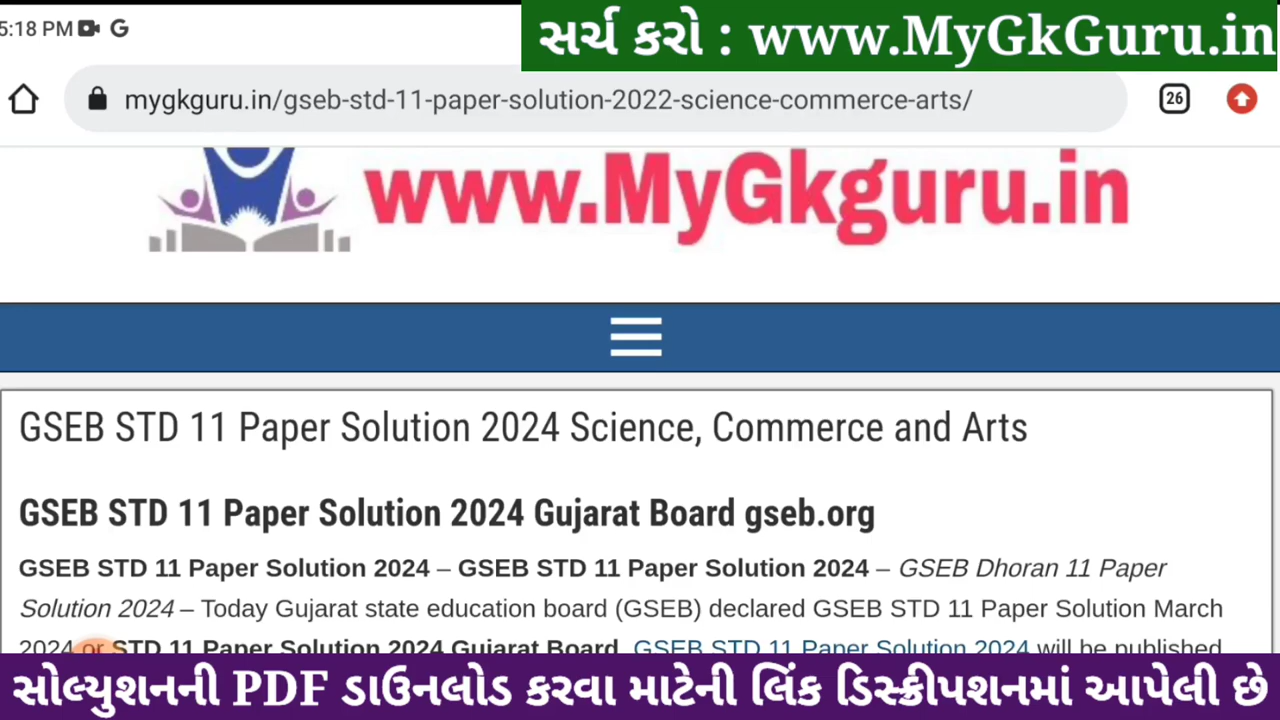 5:18 PM
સર્ચ કરો : www.MyGkGuru.in
mygkguru.in/gseb-std-11-paper-solution-2022-science-commerce-arts/
26
www.MyGkguru.in
GSEB STD 11 Paper Solution 2024 Science, Commerce and Arts
GSEB STD 11 Paper Solution 2024 Gujarat Board gseb.org
GSEB STD 11 Paper Solution 2024 – GSEB STD 11 Paper Solution 2024 – GSEB Dhoran 11 Paper
Solution 2024 – Today Gujarat state education board (GSEB) declared GSEB STD 11 Paper Solution March
2024 or STD 11 Paper Solution 2024 Gujarat Board. GSEB STD 11 Paper Solution 2024 will be published
સોલ્યુશનની PDF ડાઉનલોડ કરવા માટેની લિંક ડિસ્ક્રીપશનમાં આપેલી છે